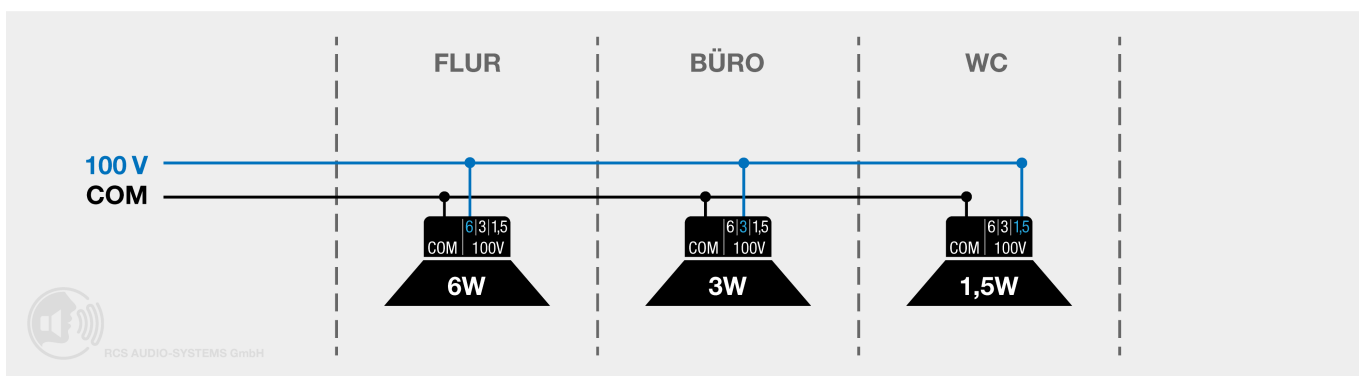 FLUR BÜRO WC
100 V
COM
6|3|1,5 6|3|1,5 6|3|1,5
COM 100V COM 100V COM 100V
6W 3W 1,5W
RCS AUDIO-SYSTEMS GmbH